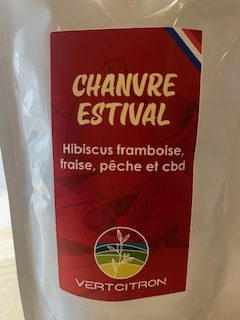 CHANVRE
ESTIVAL
Hibiscus framboise,
fraise, pêche et cbd
VERTCITRON